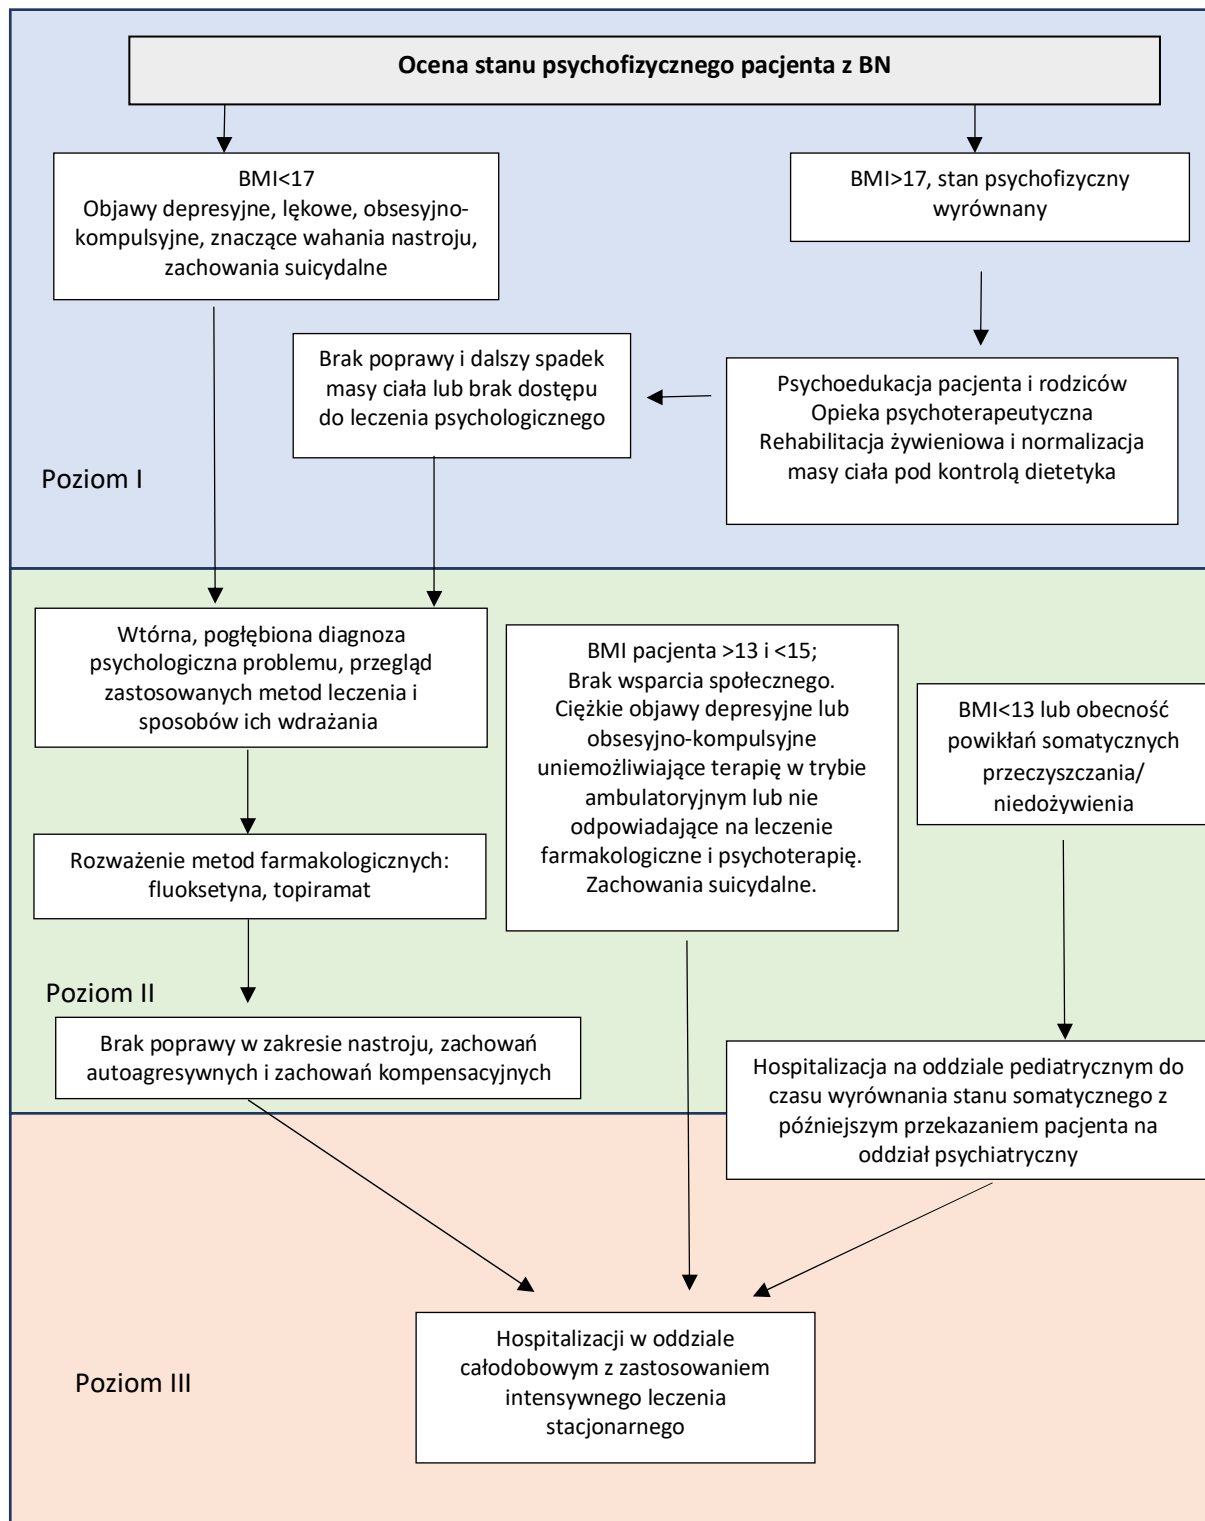 Ocena stanu psychofizycznego pacjenta z BN
BMI<17
Objawy depresyjne, lękowe, obsesyjno-
kompulsyjne, znaczące wahania nastroju,
zachowania suicydalne
BMI>17, stan psychofizyczny
wyrównany
Brak poprawy i dalszy spadek
masy ciała lub brak dostępu
do leczenia psychologicznego
Psychoedukacja pacjenta i rodziców
Opieka psychoterapeutyczna
Rehabilitacja żywieniowa i normalizacja
masy ciała pod kontrolą dietetyka
Poziom I
Wtórna, pogłębiona diagnoza
psychologiczna problemu, przegląd
zastosowanych metod leczenia i
sposobów ich wdrażania
BMI pacjenta >13 i <15;
Brak wsparcia społecznego.
Ciężkie objawy depresyjne lub
obsesyjno-kompulsyjne
uniemożliwiające terapię w trybie
ambulatoryjnym lub nie
odpowiadające na leczenie
farmakologiczne i psychoterapię.
Zachowania suicydalne.
BMI<13 lub obecność
powikłań somatycznych
przeczyszczania/
niedożywienia
Rozważenie metod farmakologicznych:
fluoksetyna, topiramat
Poziom II
Brak poprawy w zakresie nastroju, zachowań
autoagresywnych i zachowań kompensacyjnych
Hospitalizacja na oddziale pediatrycznym do
czasu wyrównania stanu somatycznego z
późniejszym przekazaniem pacjenta na
oddział psychiatryczny
Hospitalizacji w oddziale
całodobowym z zastosowaniem
intensywnego leczenia
stacjonarnego
Poziom III